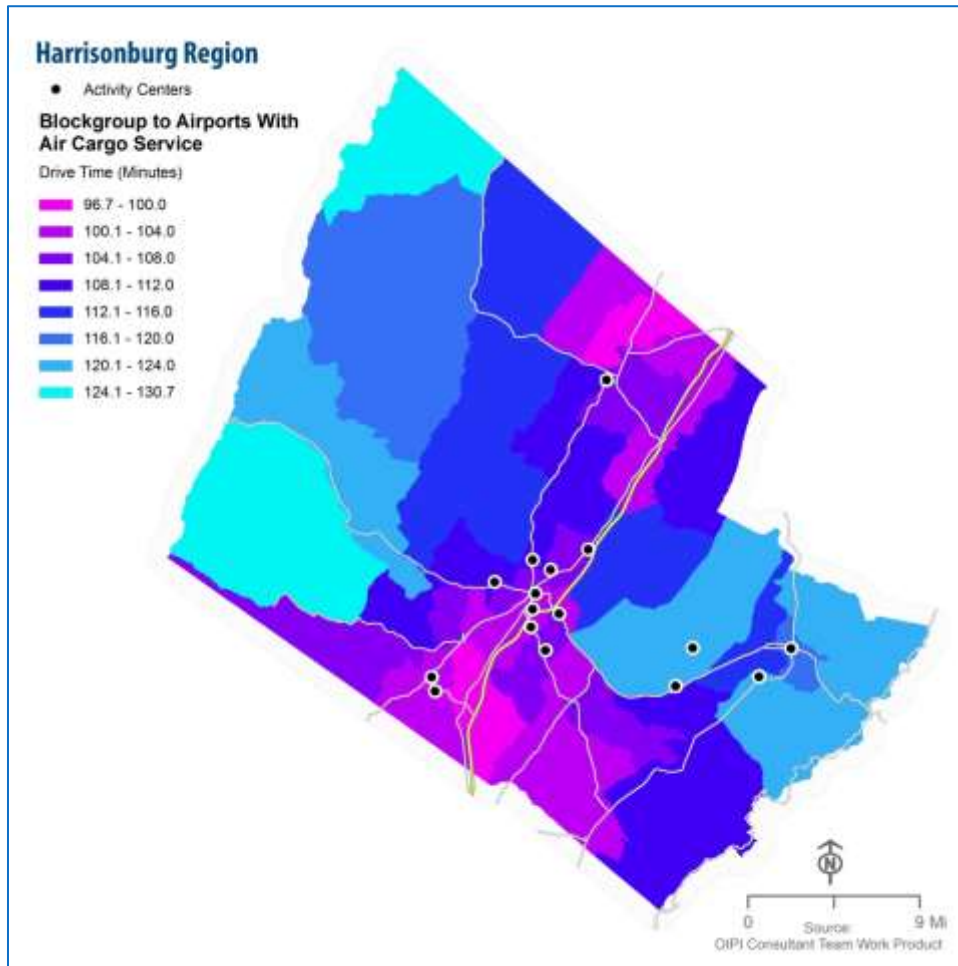 Harrisonburg Region
Activity Centers
Blockgroup to Airports With
Air Cargo Service
Drive Time (Minutes)
96.7 - 100.0
100.1 - 104.0
104.1 - 108.0
108.1 - 112.0
112.1 - 116.0
116.1 - 120.0
120.1 - 124.0
124.1 - 130.7
N
0 9 Mi
Source:
OIPI Consultant Team Work Product